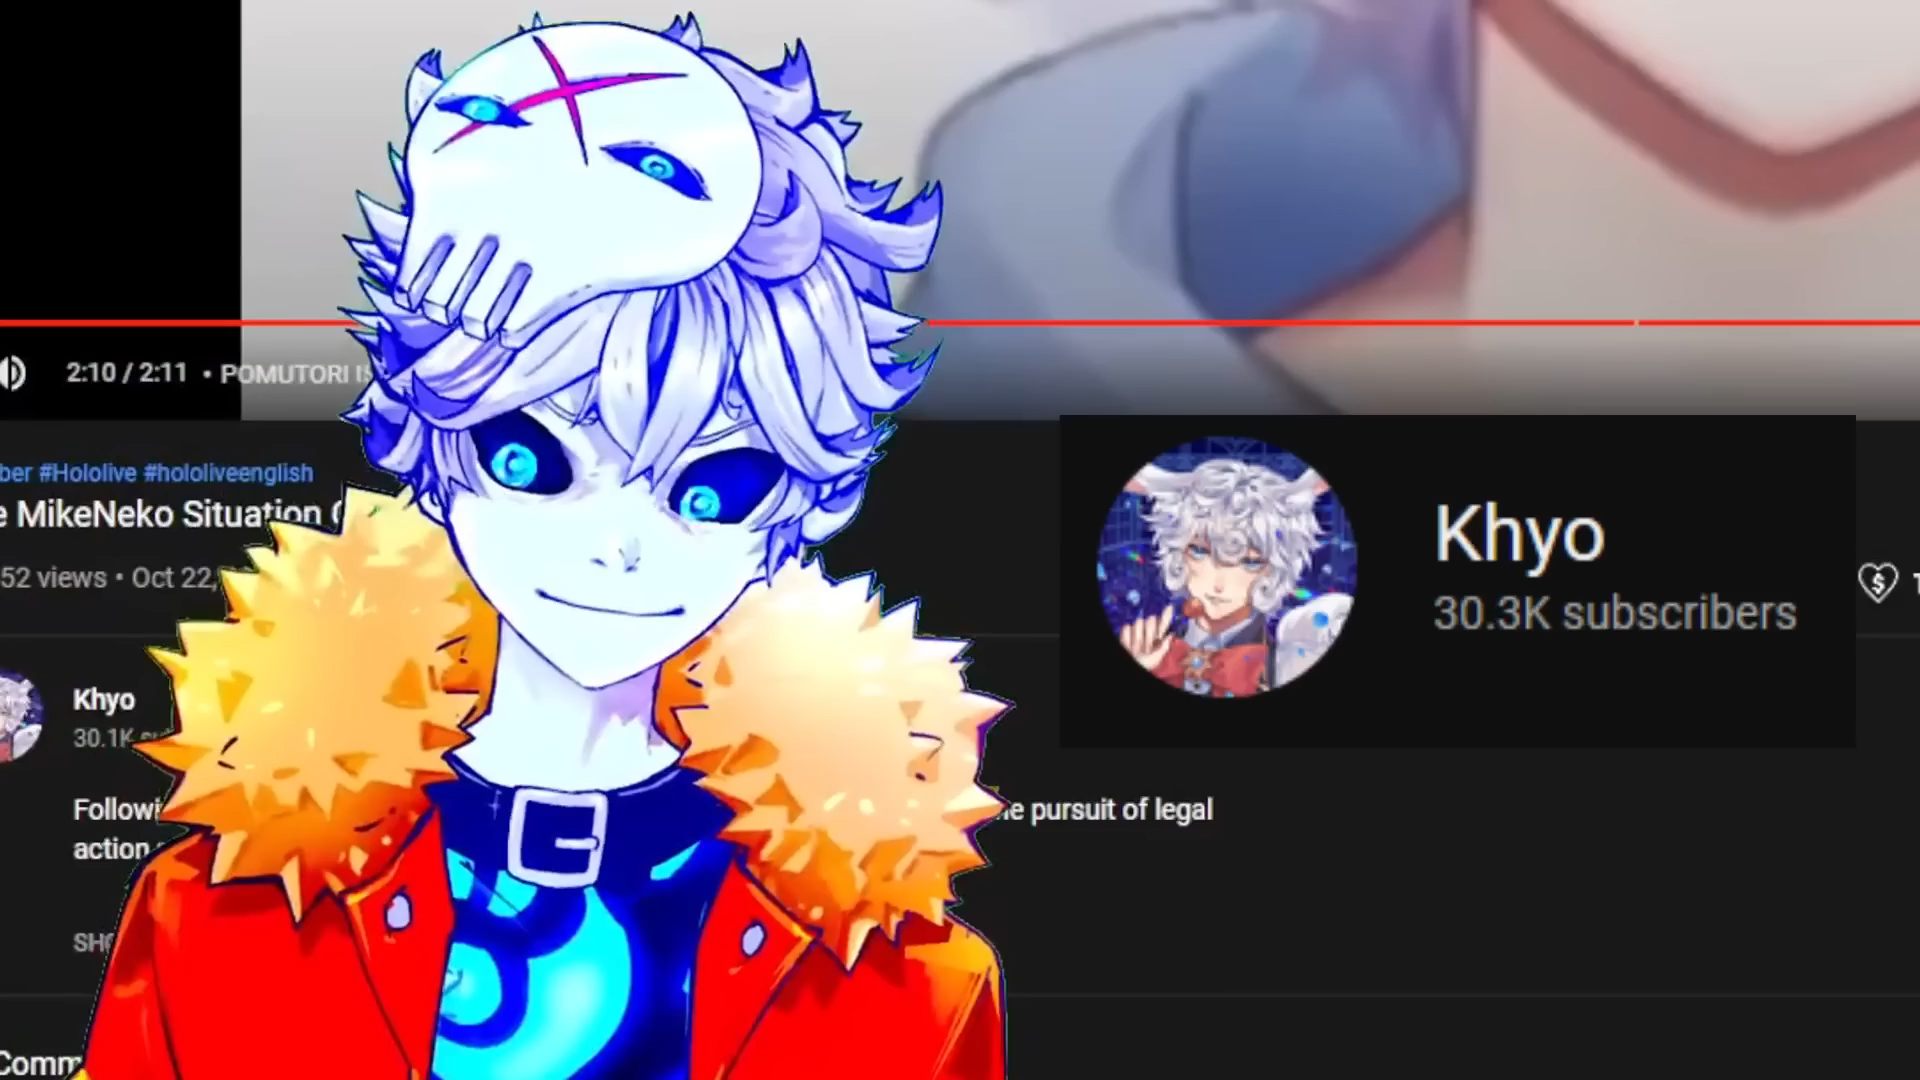 2:10 / 2:11 • POMUTORI
ber #Hololive #hololiveenglish
e MikeNeko Situation
52 views • Oct 22,
Khyo
30.3K subscribers
Khyo
30.1K
Followi
e pursuit of legal
action
SHO
Comm